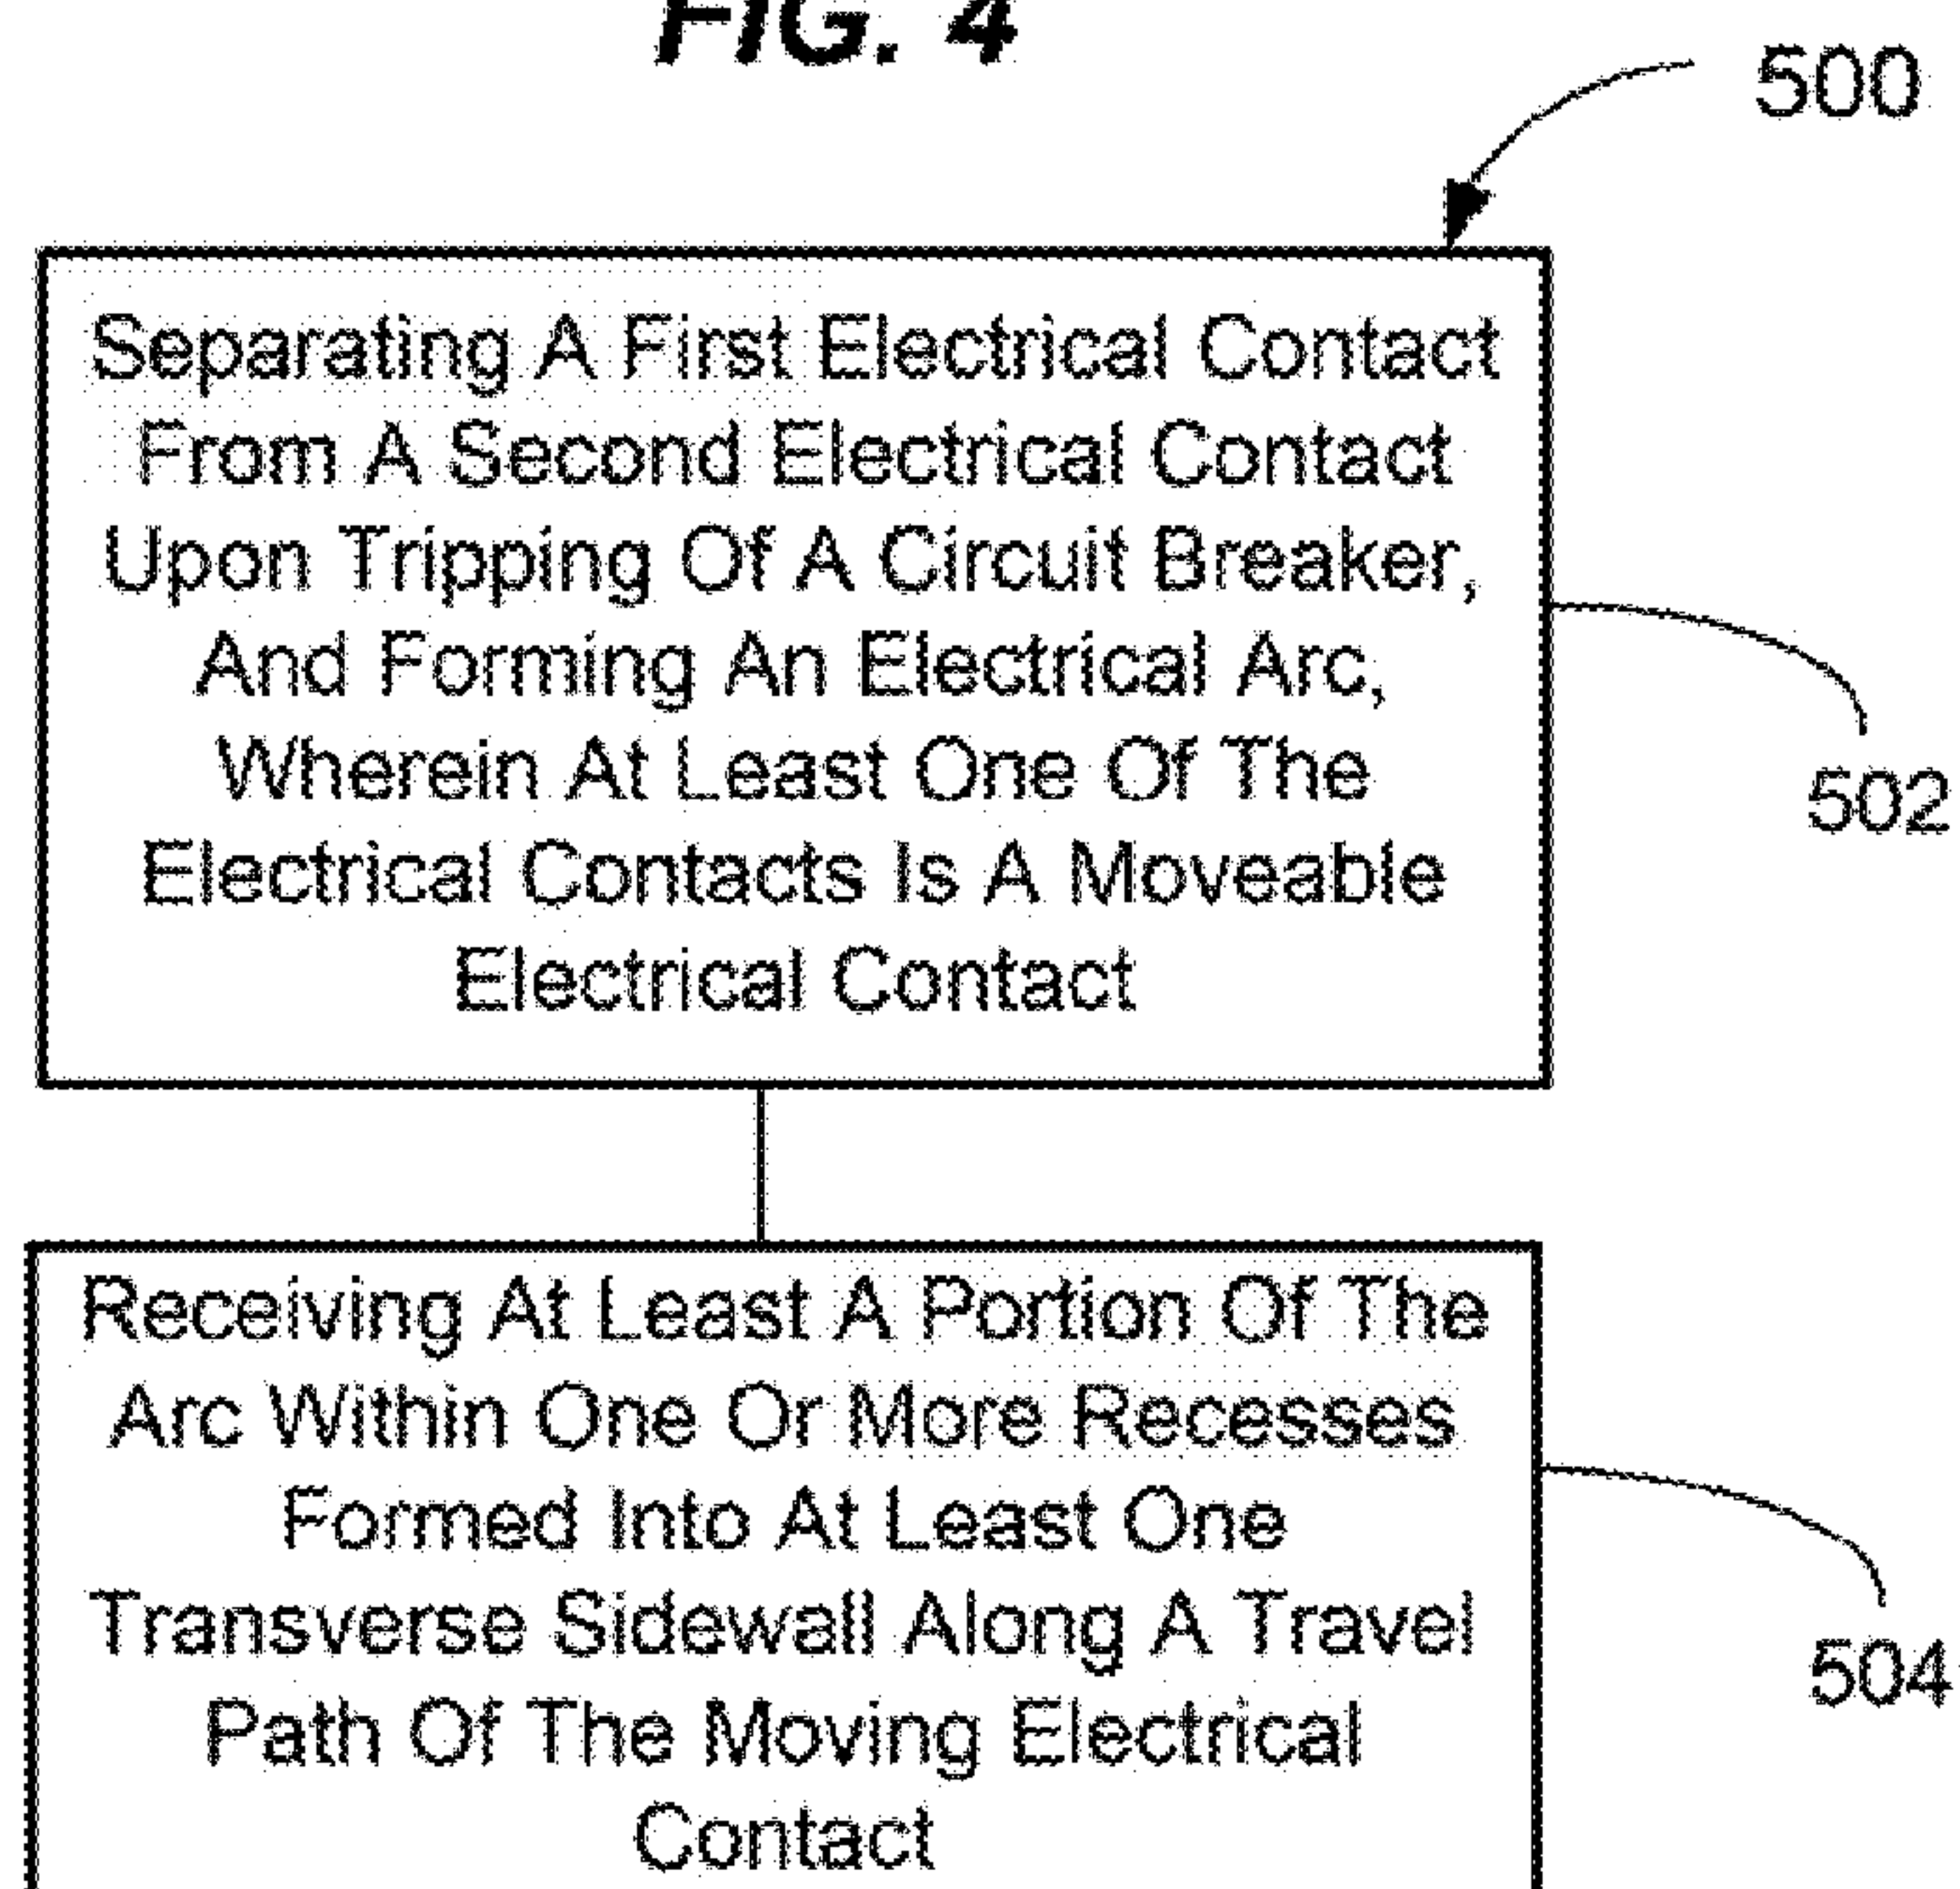 FIG. 4
500
Separating A First Electrical Contact
From A Second Electrical Contact
Upon Tripping Of A Circuit Breaker,
And Forming An Electrical Arc,
Wherein At Least One Of The
Electrical Contacts Is A Moveable
Electrical Contact
502
Receiving At Least A Portion Of The
Arc Within One Or More Recesses
Formed Into At Least One
Transverse Sidewall Along A Travel
Path Of The Moving Electrical
Contact
504